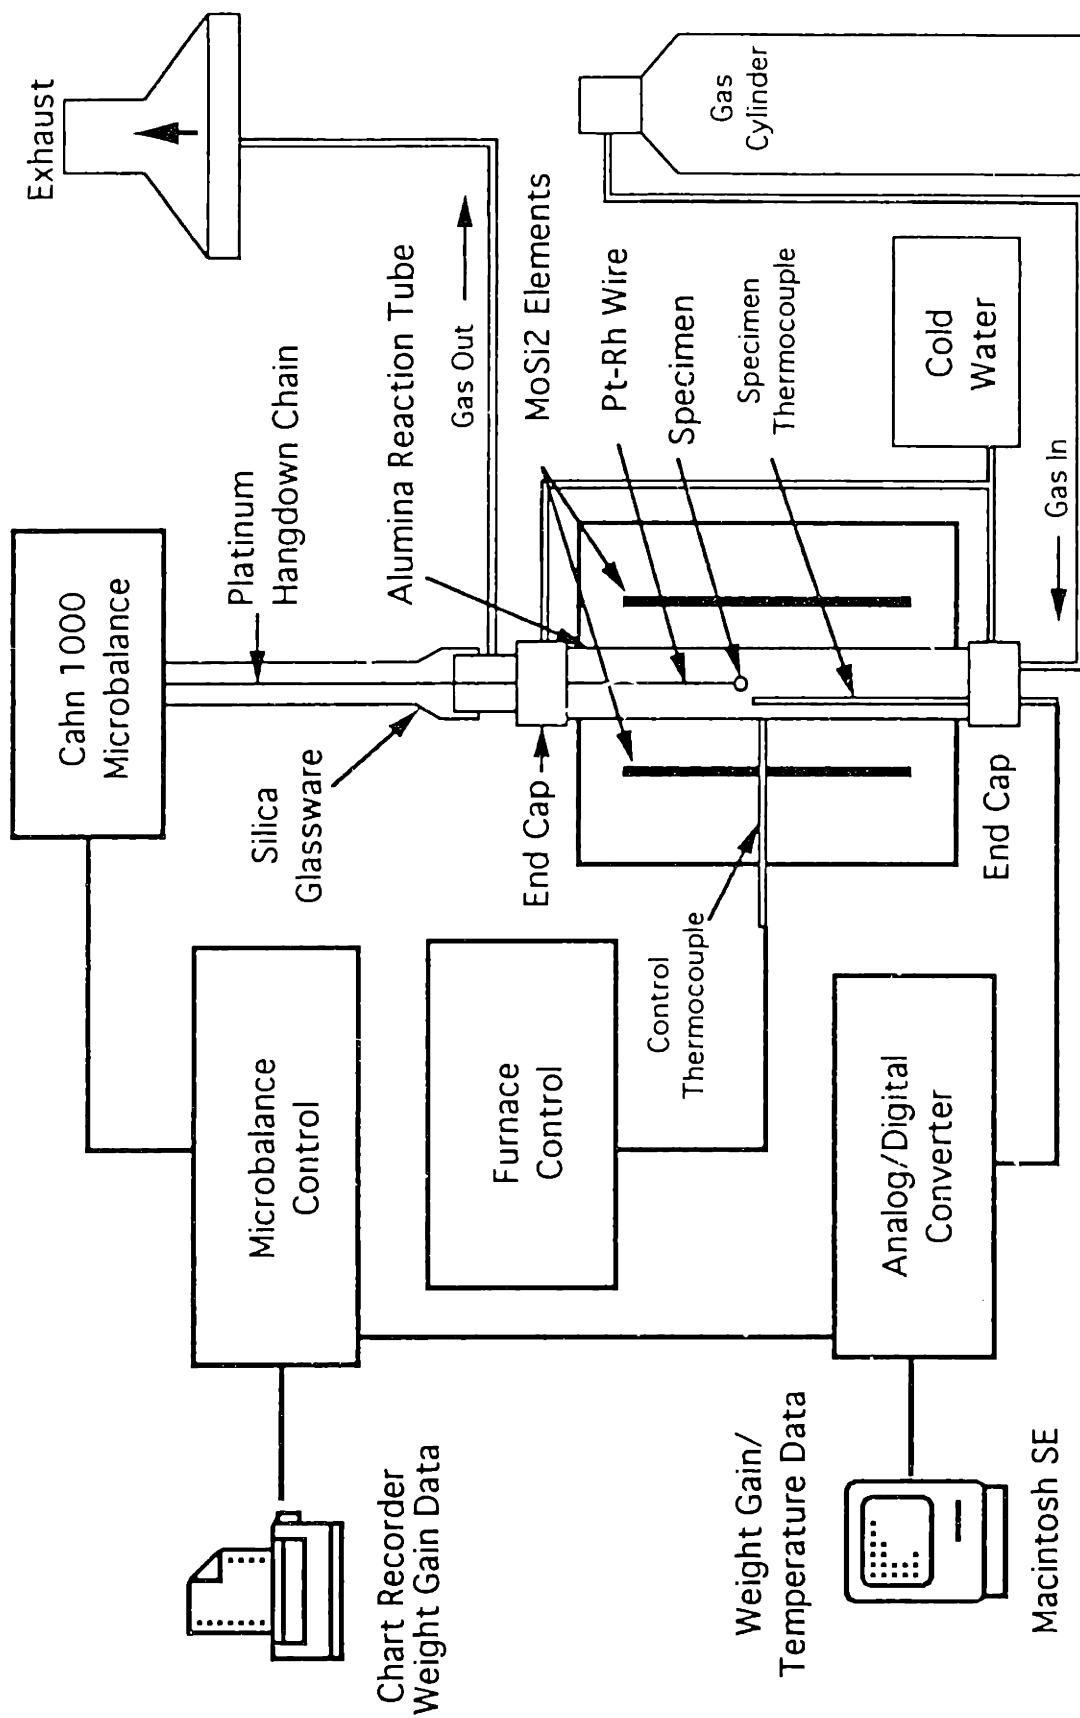 Cahn 1000
Microbalance
Exhaust
Platinum
Hangdown Chain
Silica
Glassware
Microbalance
Control
Chart Recorder
Weight Gain Data
Alumina Reaction Tube
Gas Out
End Cap
MoSi2 Elements
Pt-Rh Wire
Specimen
Specimen
Thermocouple
Gas
Cylinder
Furnace
Control
Control
Thermocouple
Cold
Water
Gas In
End Cap
Analog/Digital
Converter
Weight Gain/
Temperature Data
Macintosh SE